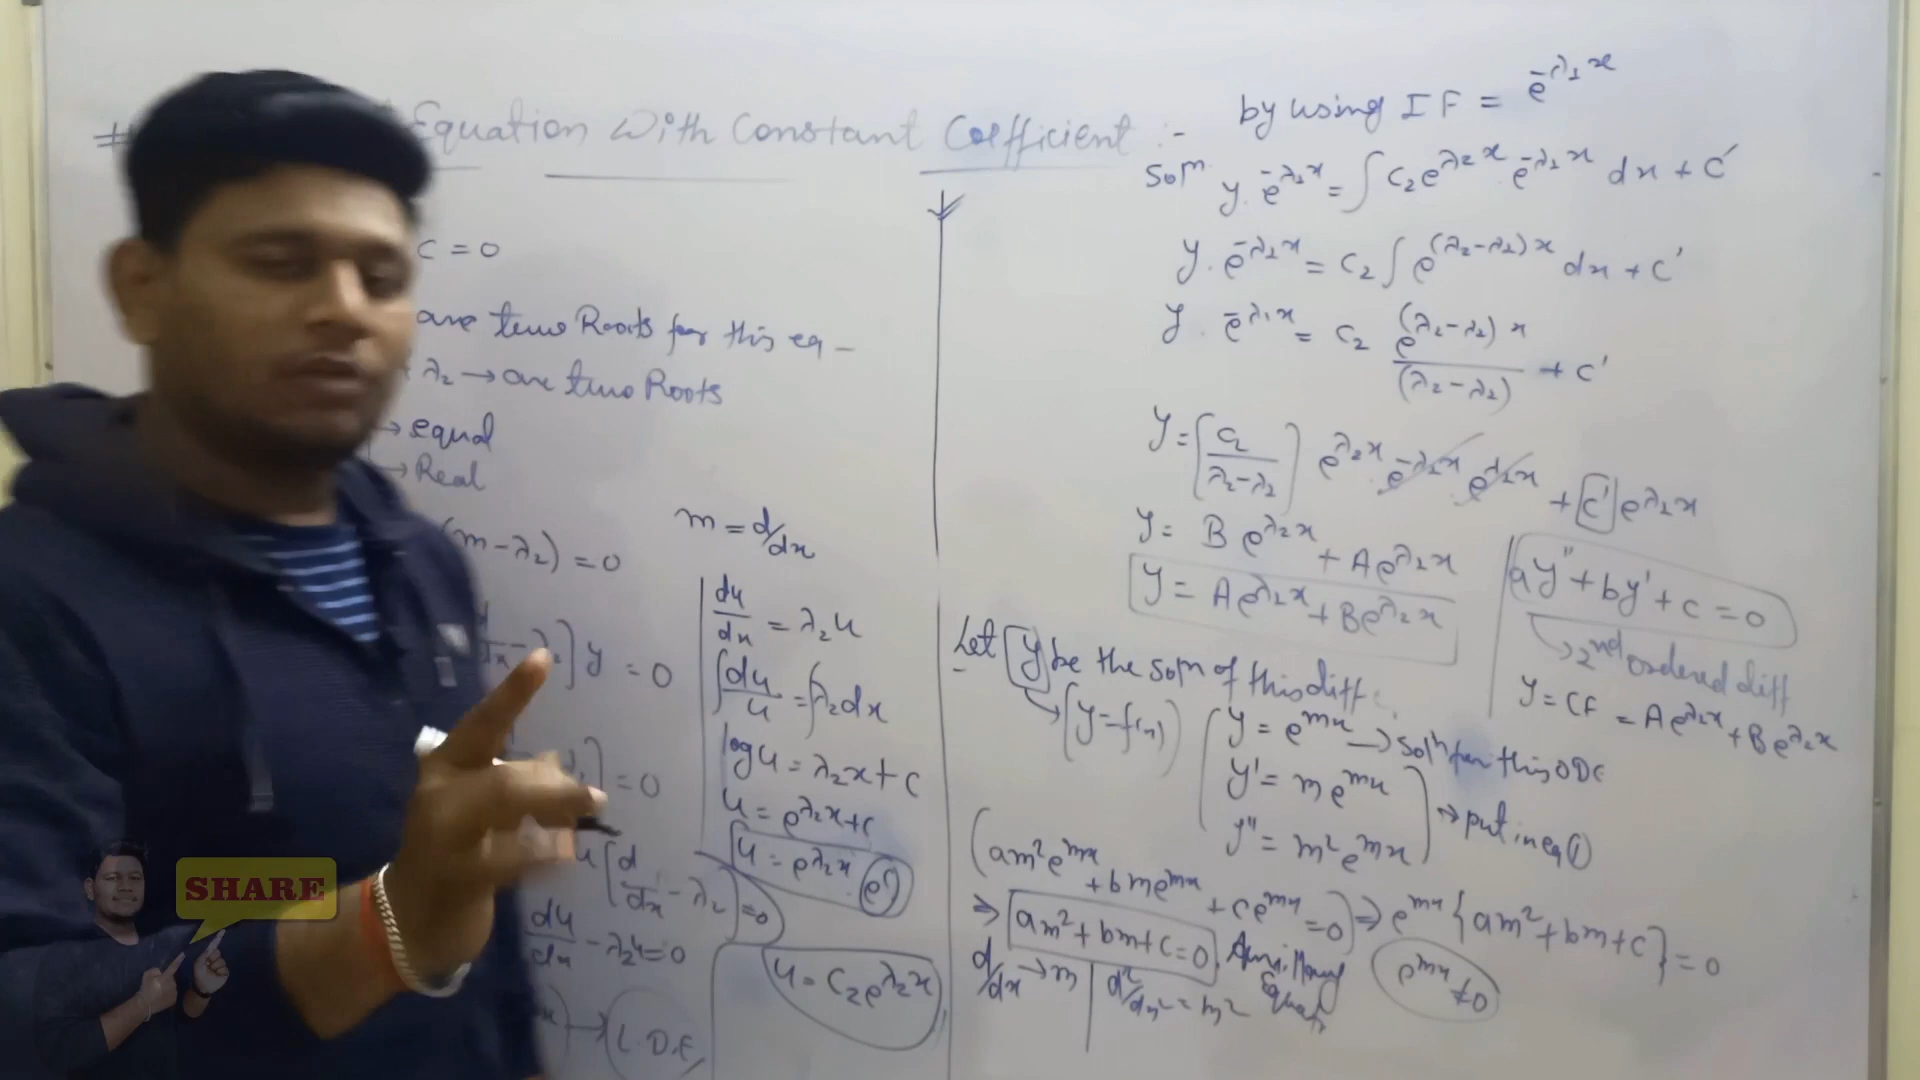 Equation With Constant Coefficient :-
c = 0
are two Roots for this eq -
λ₂ → are two Roots
→ equal
→ Real
(m-λ₂) = 0
y = 0
= 0
u [d/dx - λ₂] = 0
du/dx - λ₂u = 0
→ (L.D.E,
m = d/dx
du/dx = λ₂u
∫ du/u = ∫ λ₂dx
log u = λ₂x + c
u = e^{λ₂x+c}
u = e^{λ₂x}.e^c
u = C₂e^{λ₂x}
by using IF = e^{-λ₁x}
Solⁿ. y.e^{-λ₁x} = ∫ C₂e^{λ₂x}.e^{-λ₁x} dx + C'
y.e^{-λ₁x} = C₂ ∫ e^{(λ₂-λ₁)x} dx + C'
y.e^{-λ₁x} = C₂ e^{(λ₂-λ₁)x}/(λ₂-λ₁) + C'
y = [C₂/(λ₂-λ₁)] e^{λ₂x} e^{-λ₁x} e^{λ₁x} + C' e^{λ₁x}
y = B e^{λ₂x} + A e^{λ₁x}
y = A e^{λ₁x} + B e^{λ₂x}
ay" + by' + c = 0
→ 2nd ordered diff
y = CF = A e^{λ₁x} + B e^{λ₂x}
Let y be the solⁿ of this diff.
→ (y = f(x))
y = e^{mx} → solⁿ for this ODE
y' = m e^{mx}
y" = m² e^{mx}
→ put in eq ①
(am²e^{mx} + bme^{mx} + ce^{mx} = 0) ⇒ e^{mx} {am² + bm + c} = 0
⇒ am² + bm + c = 0. Equatⁿ
e^{mx} ≠ 0
d/dx → m | d²/dx² = m²
SHARE